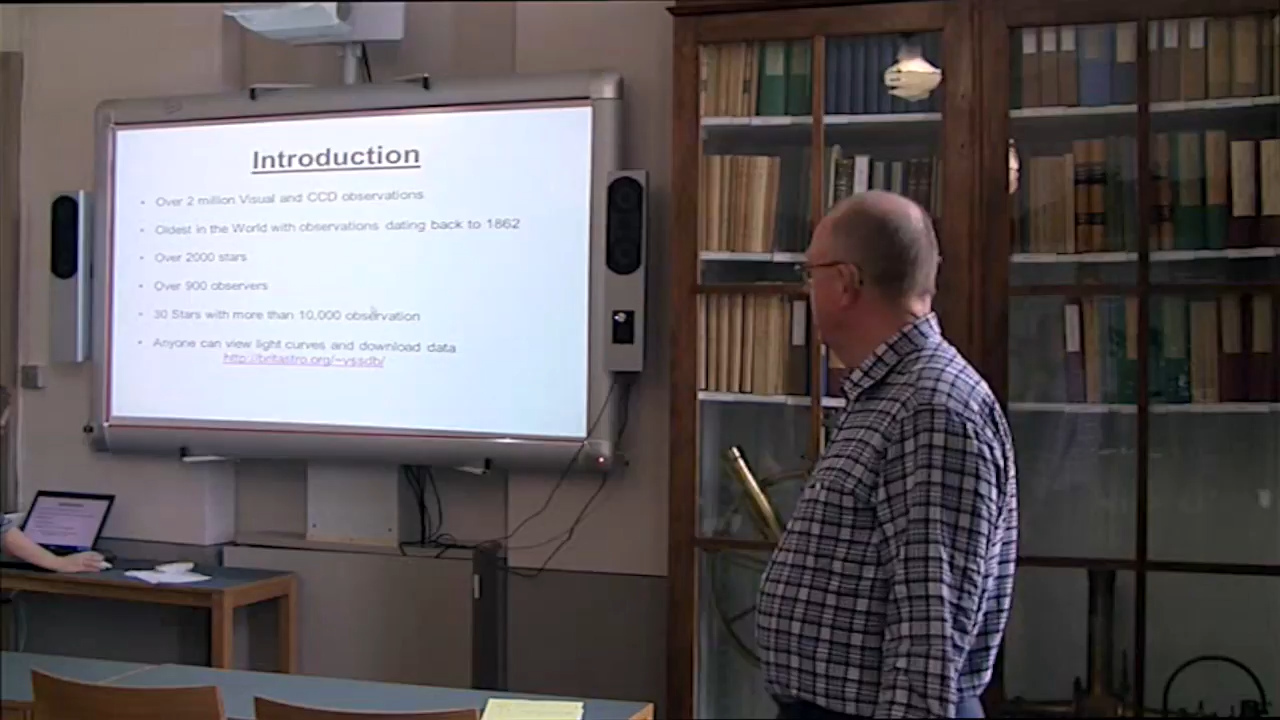 Introduction
Over 2 million Visual and CCD observations
Oldest in the World with observations dating back to 1862
Over 2000 stars
Over 900 observers
30 Stars with more than 10,000 observation
Anyone can view light curves and download data
http://britastro.org/~vssdb/